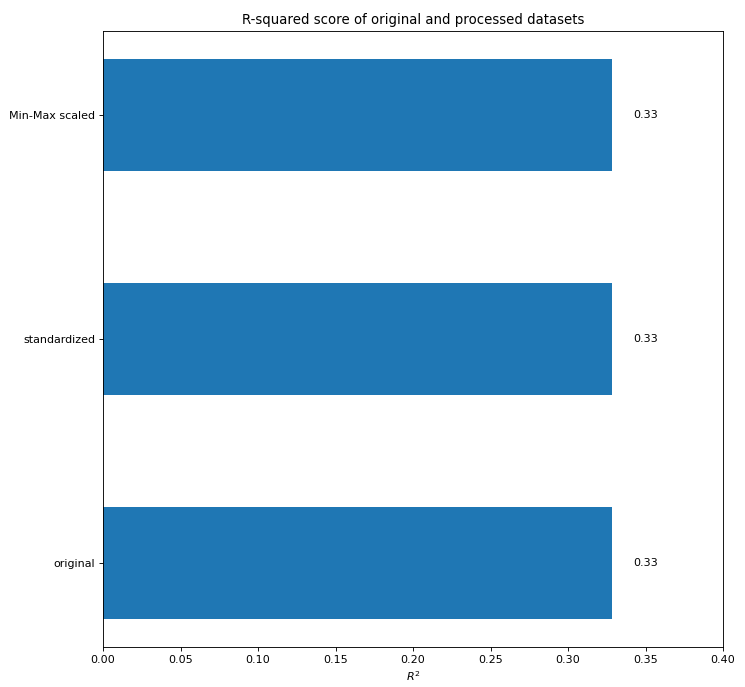 R-squared score of original and processed datasets
Min-Max scaled
0.33
standardized
0.33
original
0.33
0.00 0.05 0.10 0.15 0.20 0.25 0.30 0.35 0.40
R²